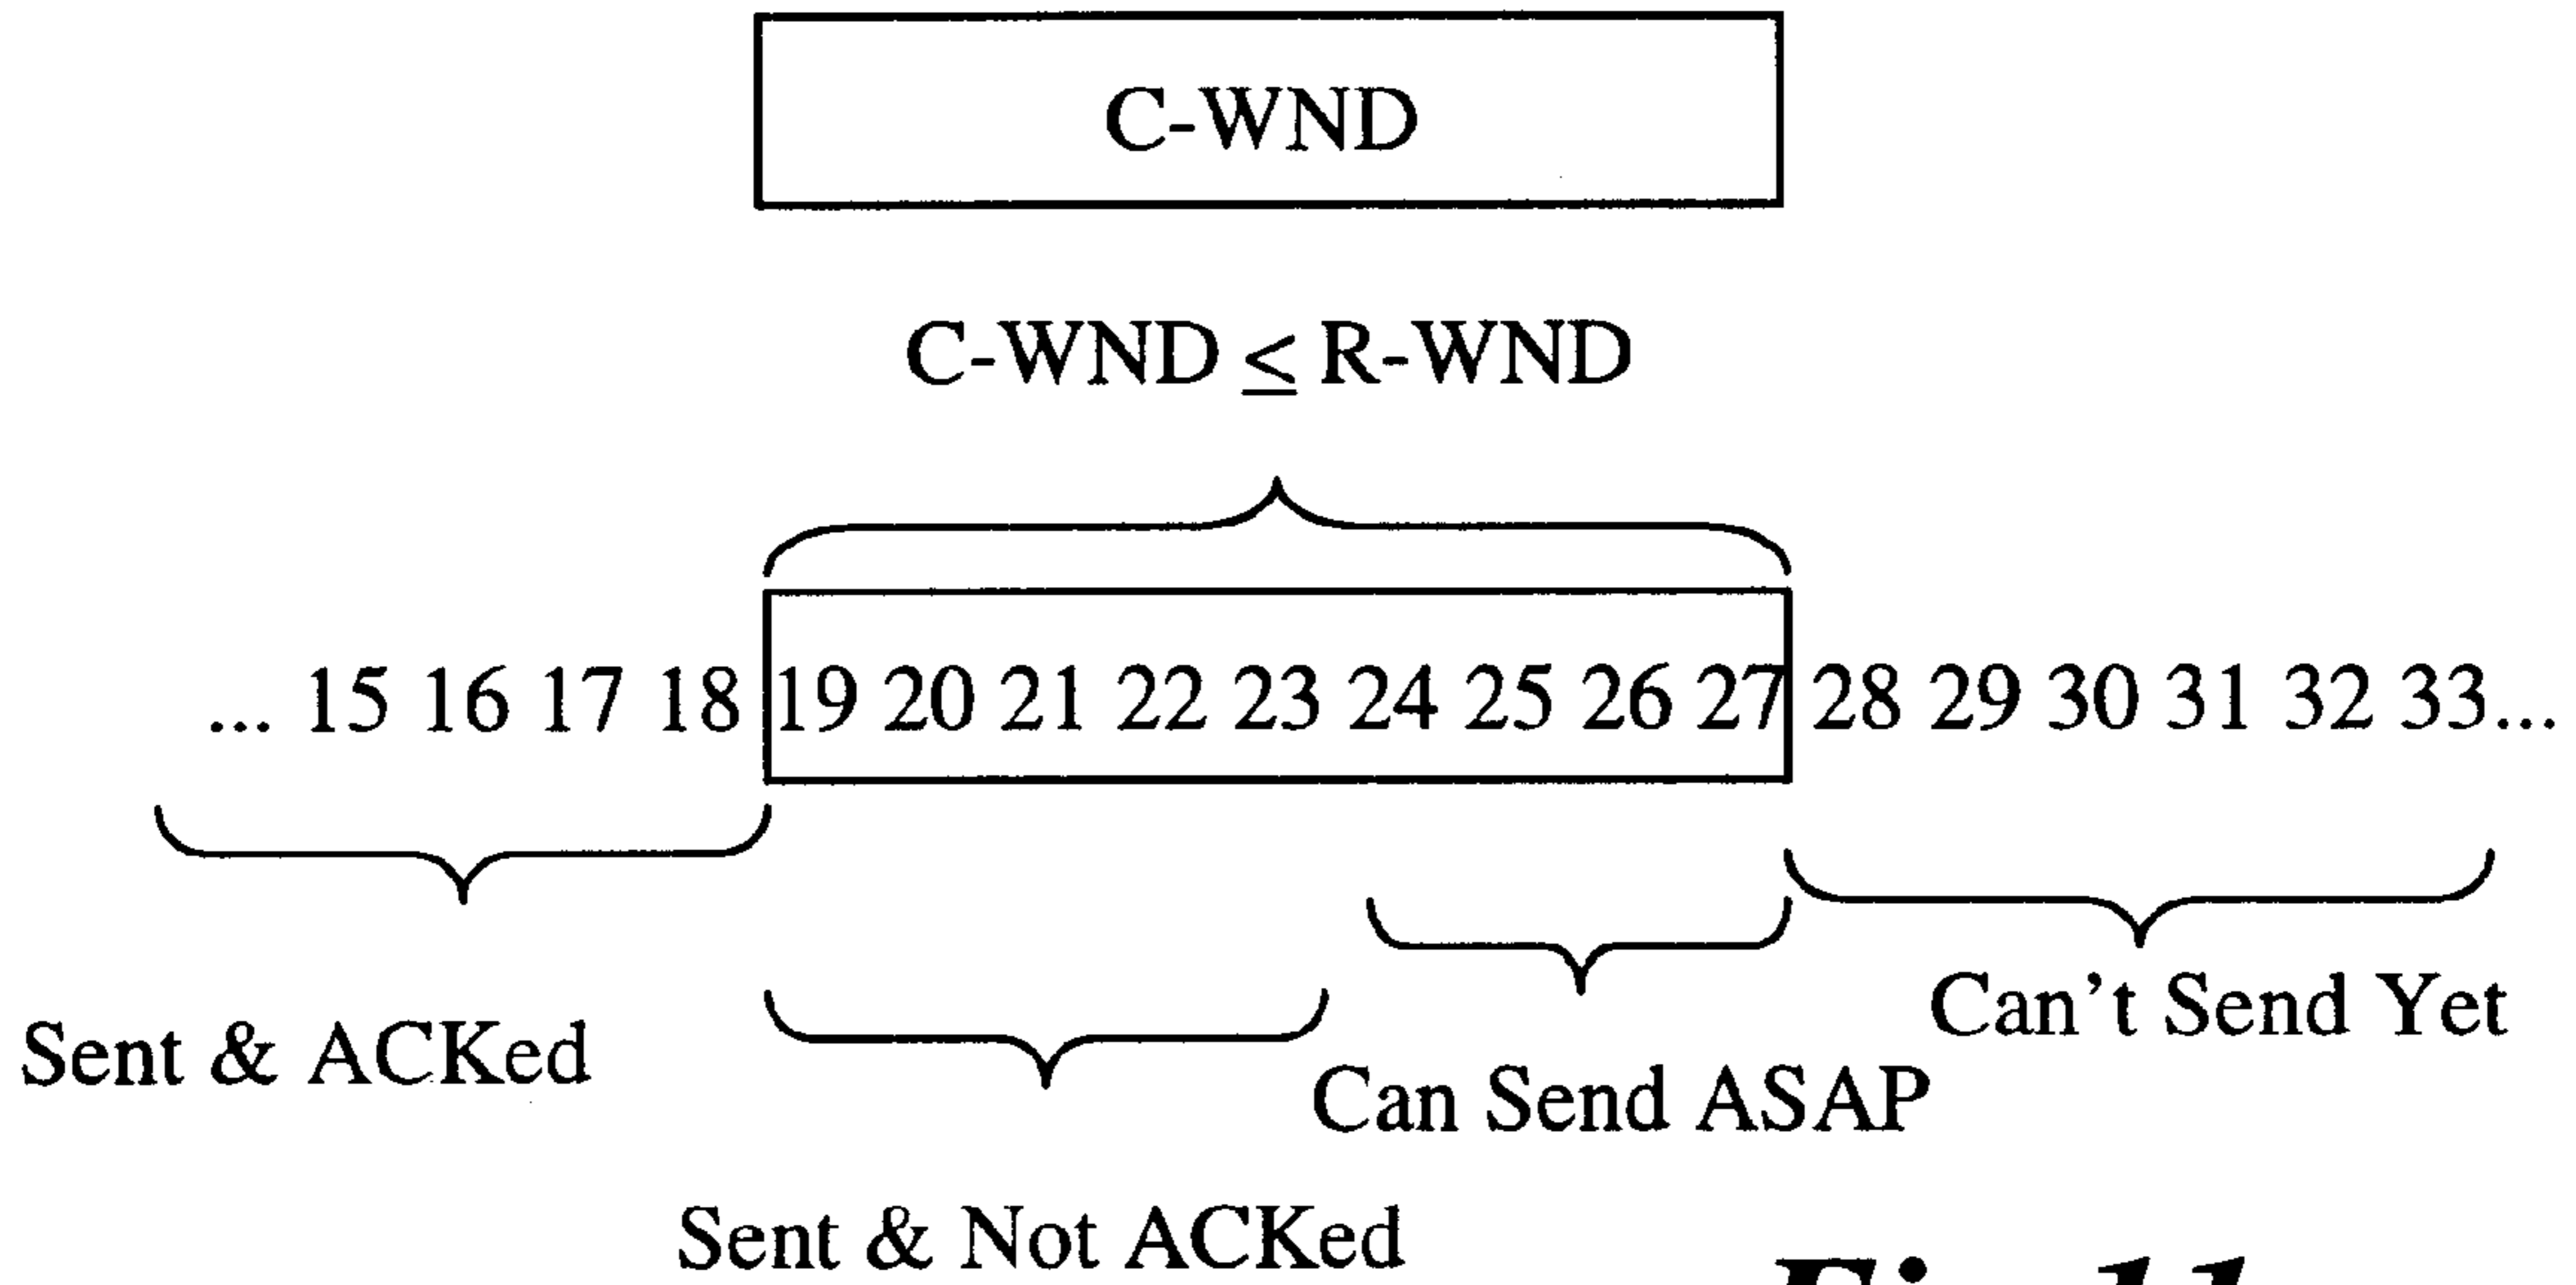 C-WND
C-WND ≤ R-WND
... 15 16 17 18 19 20 21 22 23 24 25 26 27 28 29 30 31 32 33...
Sent & ACKed
Sent & Not ACKed
Can Send ASAP
Can't Send Yet